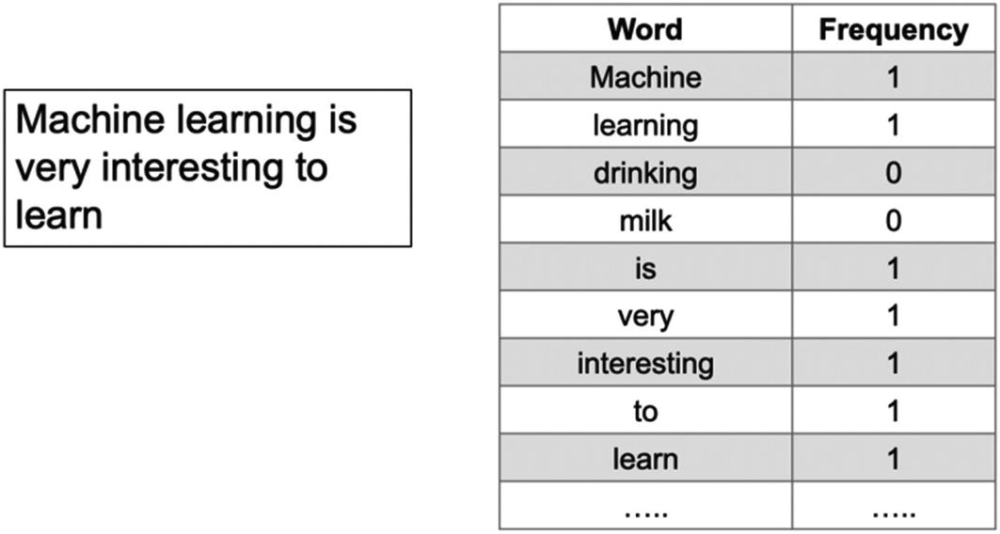 Machine learning is
very interesting to
learn
Word Frequency
Machine 1
learning 1
drinking 0
milk 0
is 1
very 1
interesting 1
to 1
learn 1
..... .....